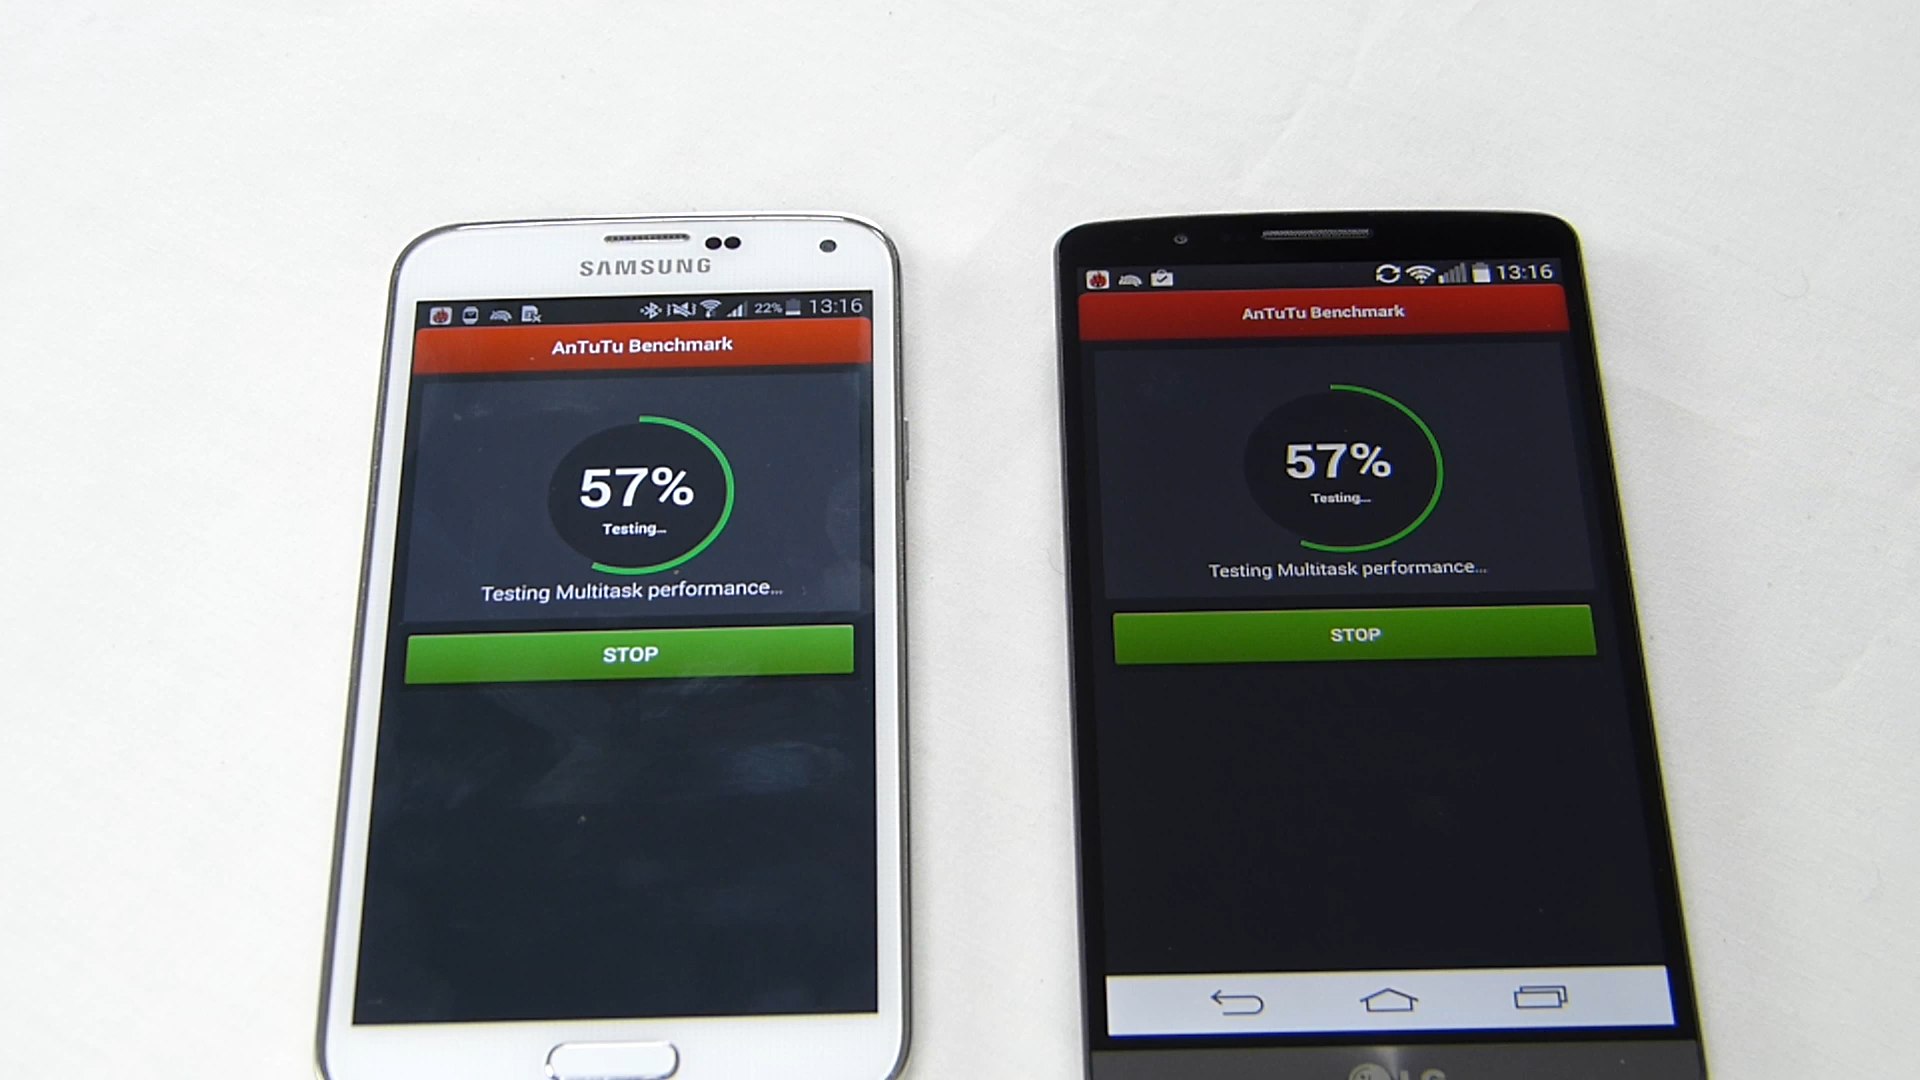 SAMSUNG
22% 13:16
AnTuTu Benchmark
57%
Testing...
Testing Multitask performance...
STOP
13:16
AnTuTu Benchmark
57%
Testing...
Testing Multitask performance...
STOP
LG